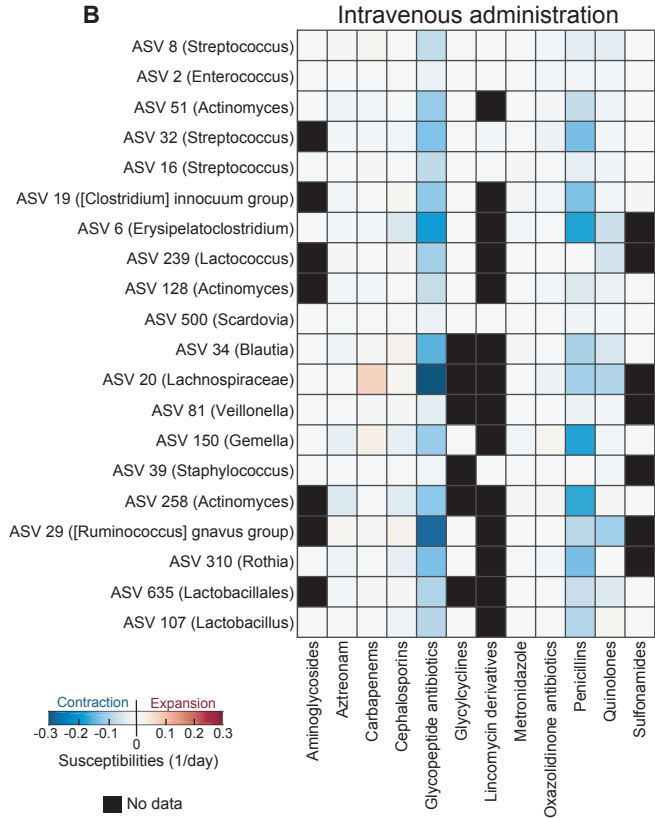 B
Intravenous administration
ASV 8 (Streptococcus)
ASV 2 (Enterococcus)
ASV 51 (Actinomyces)
ASV 32 (Streptococcus)
ASV 16 (Streptococcus)
ASV 19 ([Clostridium] innocuum group)
ASV 6 (Erysipelatoclostridium)
ASV 239 (Lactococcus)
ASV 128 (Actinomyces)
ASV 500 (Scardovia)
ASV 34 (Blautia)
ASV 20 (Lachnospiraceae)
ASV 81 (Veillonella)
ASV 150 (Gemella)
ASV 39 (Staphylococcus)
ASV 258 (Actinomyces)
ASV 29 ([Ruminococcus] gnavus group)
ASV 310 (Rothia)
ASV 635 (Lactobacillales)
ASV 107 (Lactobacillus)
Aminoglycosides
Aztreonam
Carbapenems
Cephalosporins
Glycopeptide antibiotics
Glycylcyclines
Lincomycin derivatives
Metronidazole
Oxazolidinone antibiotics
Penicillins
Quinolones
Sulfonamides
Contraction Expansion
-0.3 -0.1 0 0.1 0.3
Susceptibilities (1/day)
No data